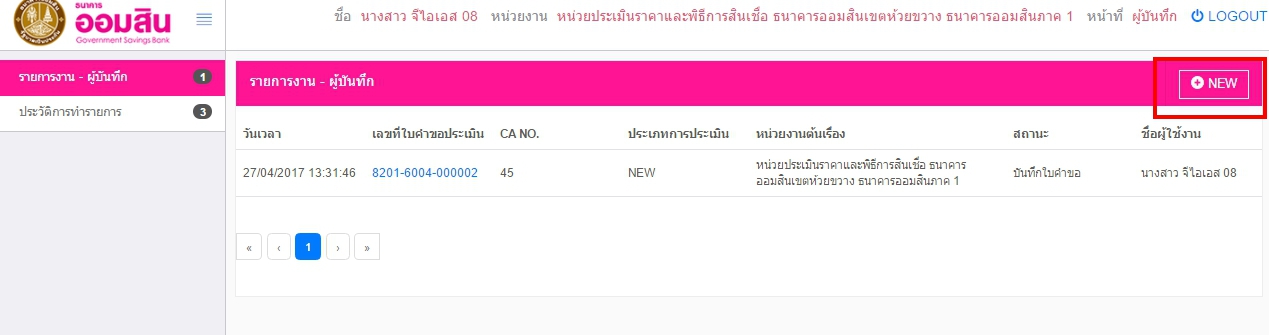 ธนาคาร
ออมสิน
Government Savings Bank
ชื่อ นางสาว จีไอเอส 08 หน่วยงาน หน่วยประเมินราคาและพิธีการสินเชื่อ ธนาคารออมสินเขตห้วยขวาง ธนาคารออมสินภาค 1 หน้าที่ ผู้บันทึก LOGOUT
รายการงาน - ผู้บันทึก 1
ประวัติการทำรายการ 3
รายการงาน - ผู้บันทึก NEW
วันเวลา เลขที่ใบคำขอประเมิน CA NO. ประเภทการประเมิน หน่วยงานต้นเรื่อง สถานะ ชื่อผู้ใช้งาน
27/04/2017 13:31:46 8201-6004-000002 45 NEW หน่วยประเมินราคาและพิธีการสินเชื่อ ธนาคาร
ออมสินเขตห้วยขวาง ธนาคารออมสินภาค 1 บันทึกใบคำขอ นางสาว จีไอเอส 08
« ‹ 1 › »